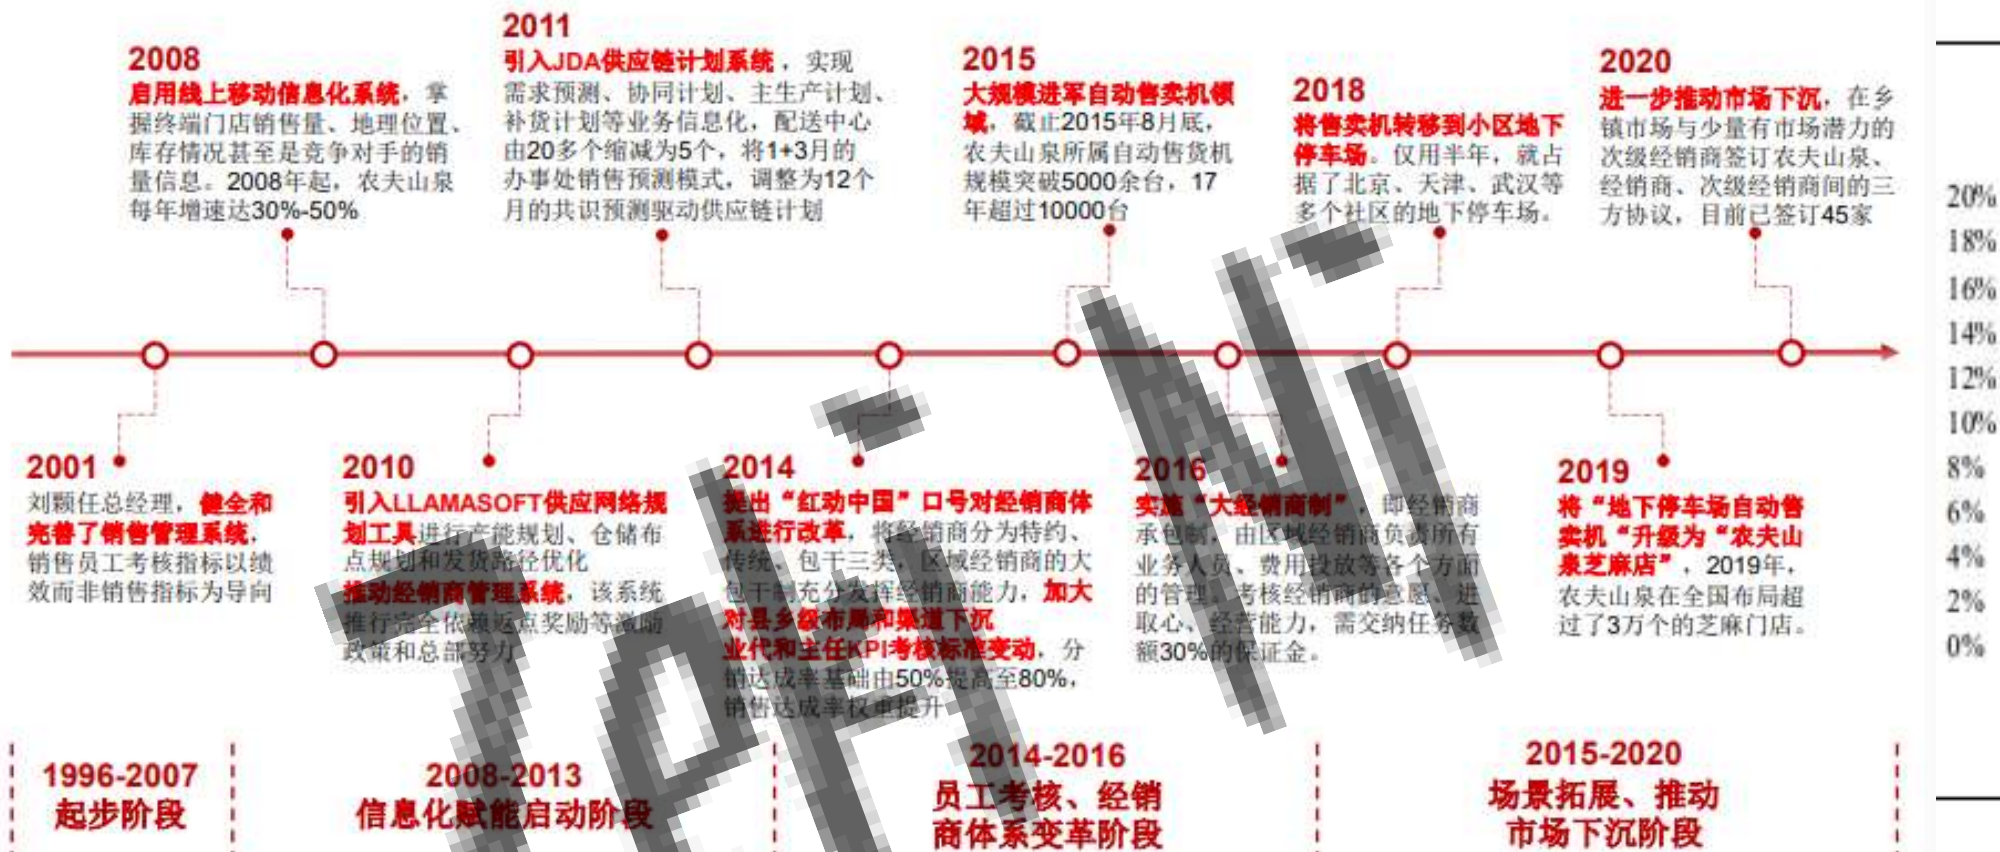 2008
启用线上移动信息化系统，掌
握终端门店销售量、地理位置、
库存情况甚至是竞争对手的销
量信息。2008年起，农夫山泉
每年增速达30%-50%
2011
引入JDA供应链计划系统，实现
需求预测、协同计划、主生产计划、
补货计划等业务信息化，配送中心
由20多个缩减为5个，将1+3月的
办事处销售预测模式，调整为12个
月的共识预测驱动供应链计划
2015
大规模进军自动售卖机领
域，截止2015年8月底，
农夫山泉所属自动售货机
规模突破5000余台，17
年超过10000台
2018
将售卖机转移到小区地下
停车场。仅用半年，就占
据了北京、天津、武汉等
多个社区的地下停车场。
2020
进一步推动市场下沉，在乡
镇市场与少量有市场潜力的
次级经销商签订农夫山泉、
经销商、次级经销商间的三
方协议，目前已签订45家
2001
刘颖任总经理，健全和
完善了销售管理系统，
销售员工考核指标以绩
效而非销售指标为导向
2010
引入LLAMASOFT供应网络规
划工具进行产能规划、仓储布
点规划和发货路径优化
推动经销商管理系统，该系统
推行完全依赖返点奖励等激励
政策和总部努力
2014
提出“红动中国”口号对经销商体
系进行改革，将经销商分为特约、
传统、包干三类，区域经销商的大
包干制充分发挥经销商能力，加大
对县乡级布局和渠道下沉
业代和主任KPI考核标准变动，分
销达成率基础由50%提高至80%，
销售达成率权重提升
2016
实施“大经销商制”，即经销商
承包制，由区域经销商负责所有
业务人员、费用投放等各个方面
的管理。考核经销商的意愿、进
取心、经营能力，需交纳任务数
额30%的保证金。
2019
将“地下停车场自动售
卖机“升级为“农夫山
泉芝麻店”，2019年，
农夫山泉在全国布局超
过了3万个的芝麻门店。
1996-2007
起步阶段
2008-2013
信息化赋能启动阶段
2014-2016
员工考核、经销
商体系变革阶段
2015-2020
场景拓展、推动
市场下沉阶段
20%
18%
16%
14%
12%
10%
8%
6%
4%
2%
0%